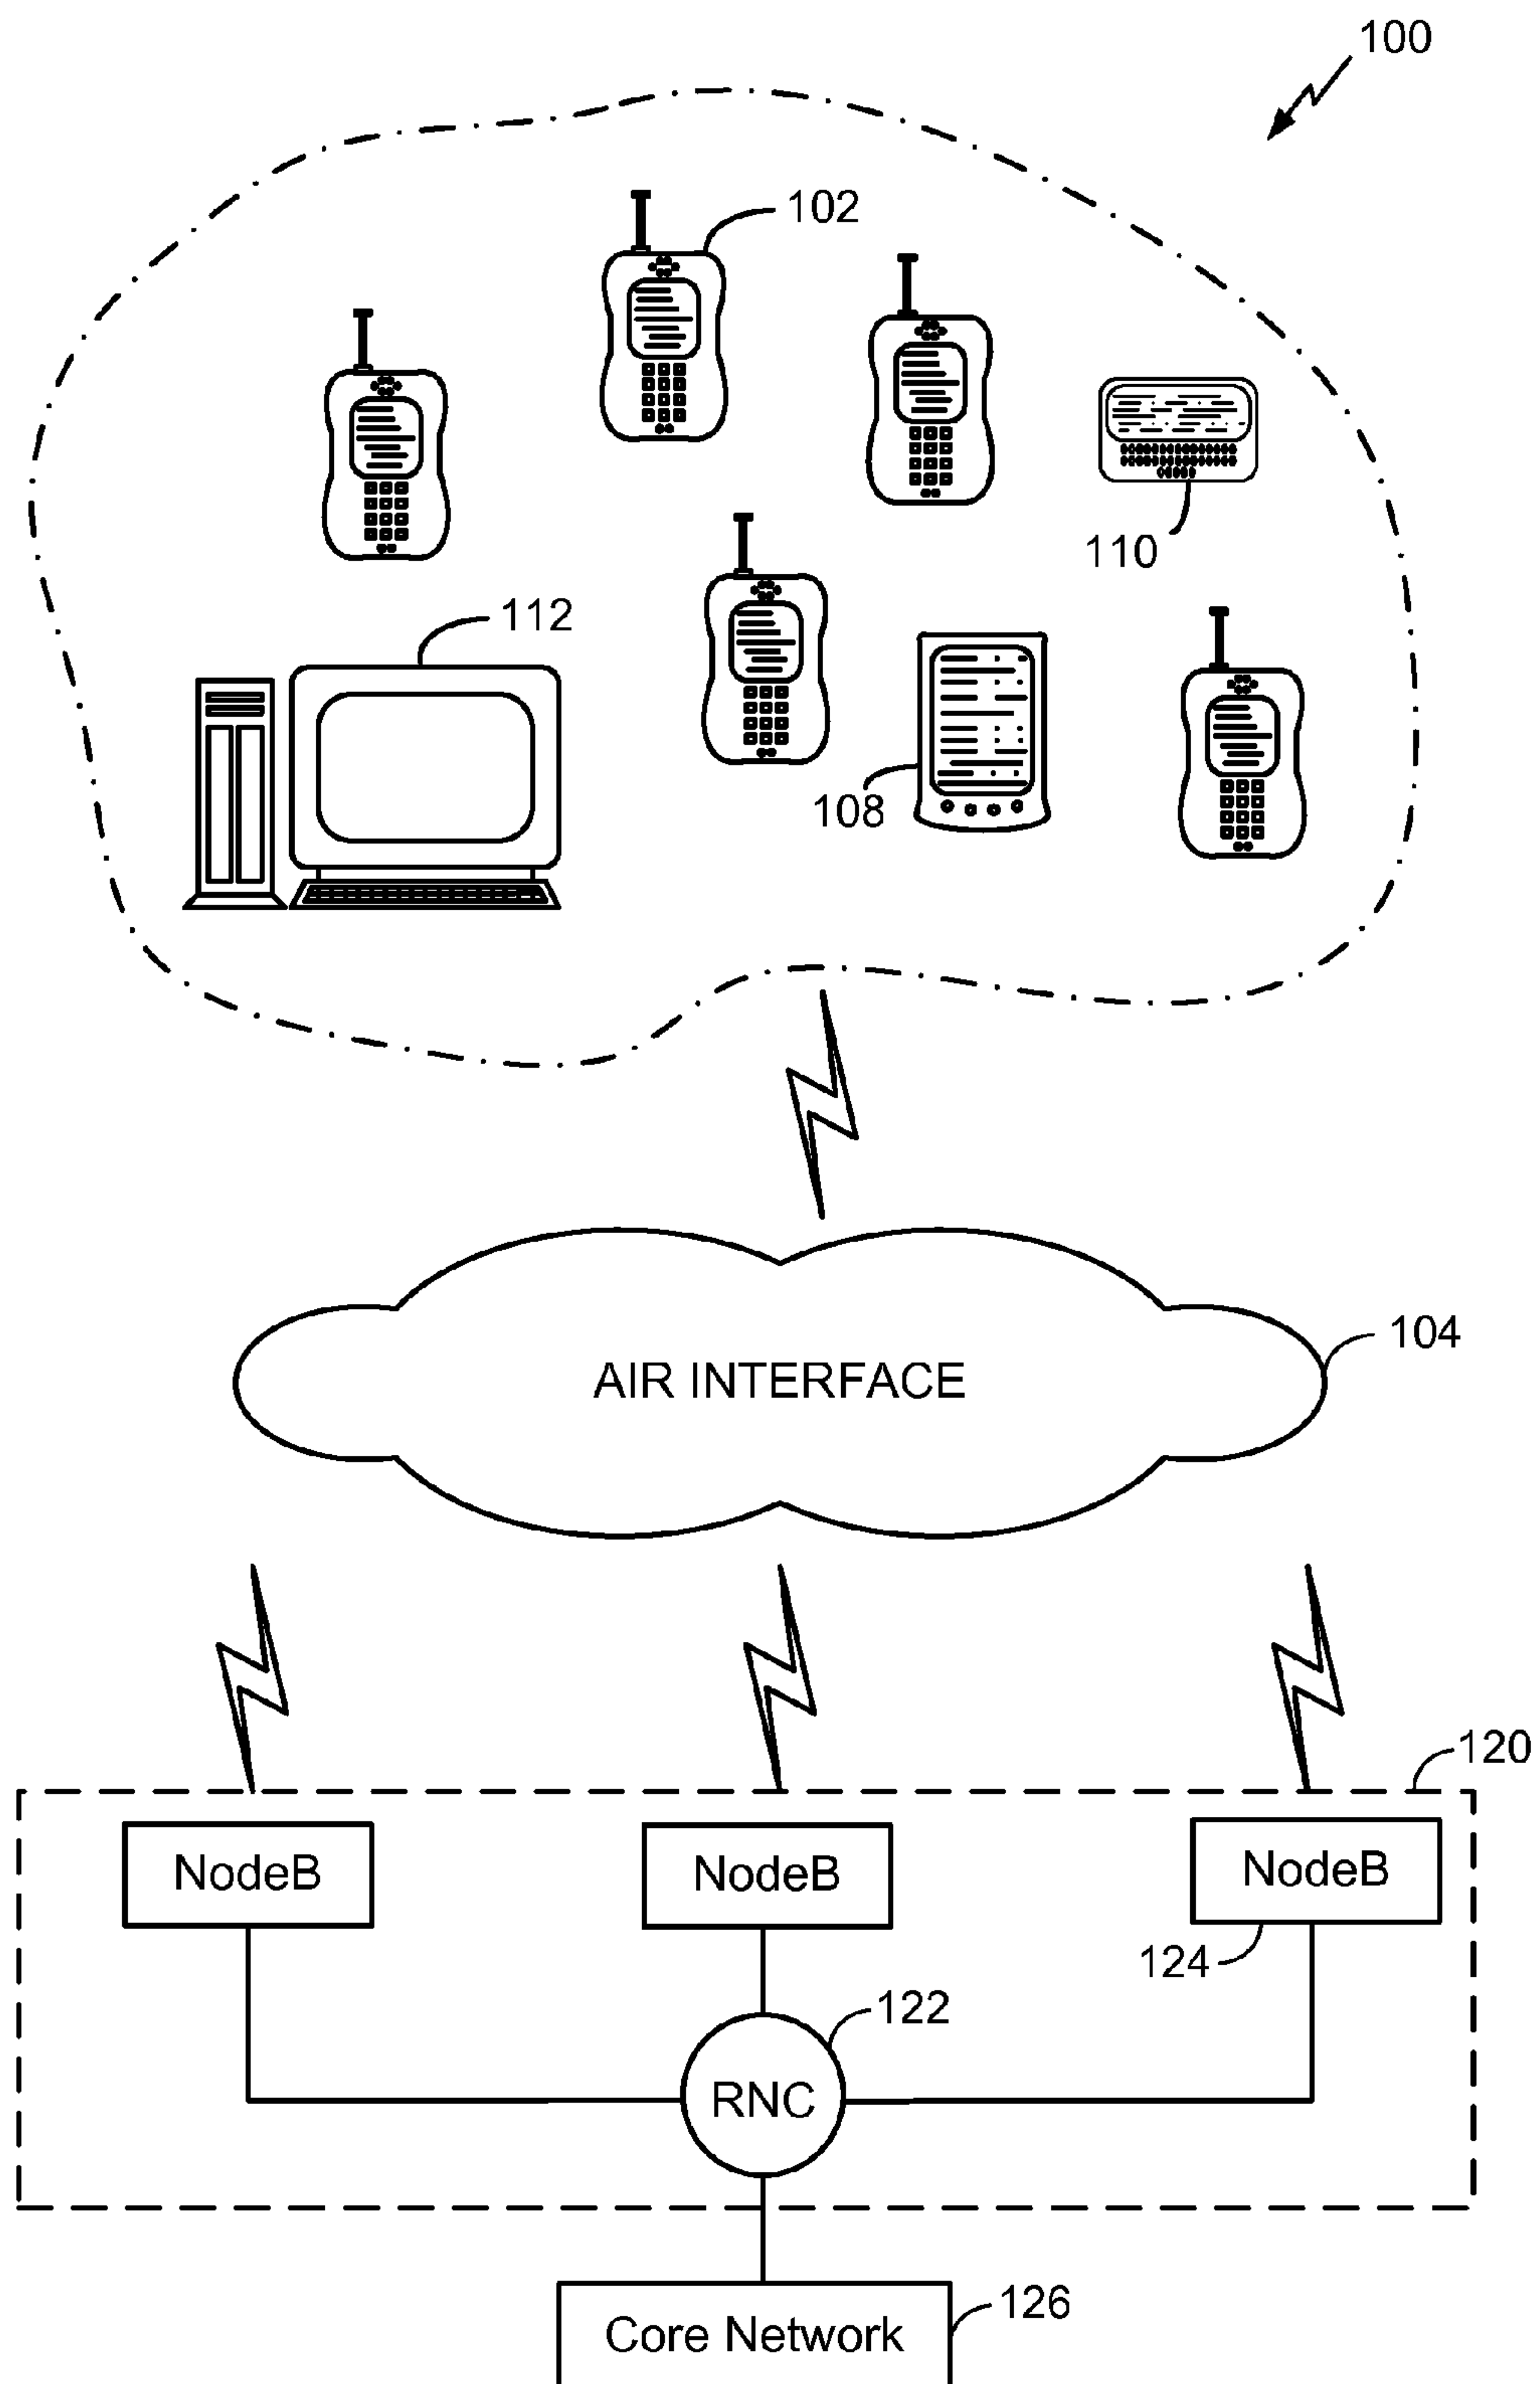 100
102
110
112
108
104
AIR INTERFACE
120
NodeB
NodeB
NodeB
124
122
RNC
126
Core Network